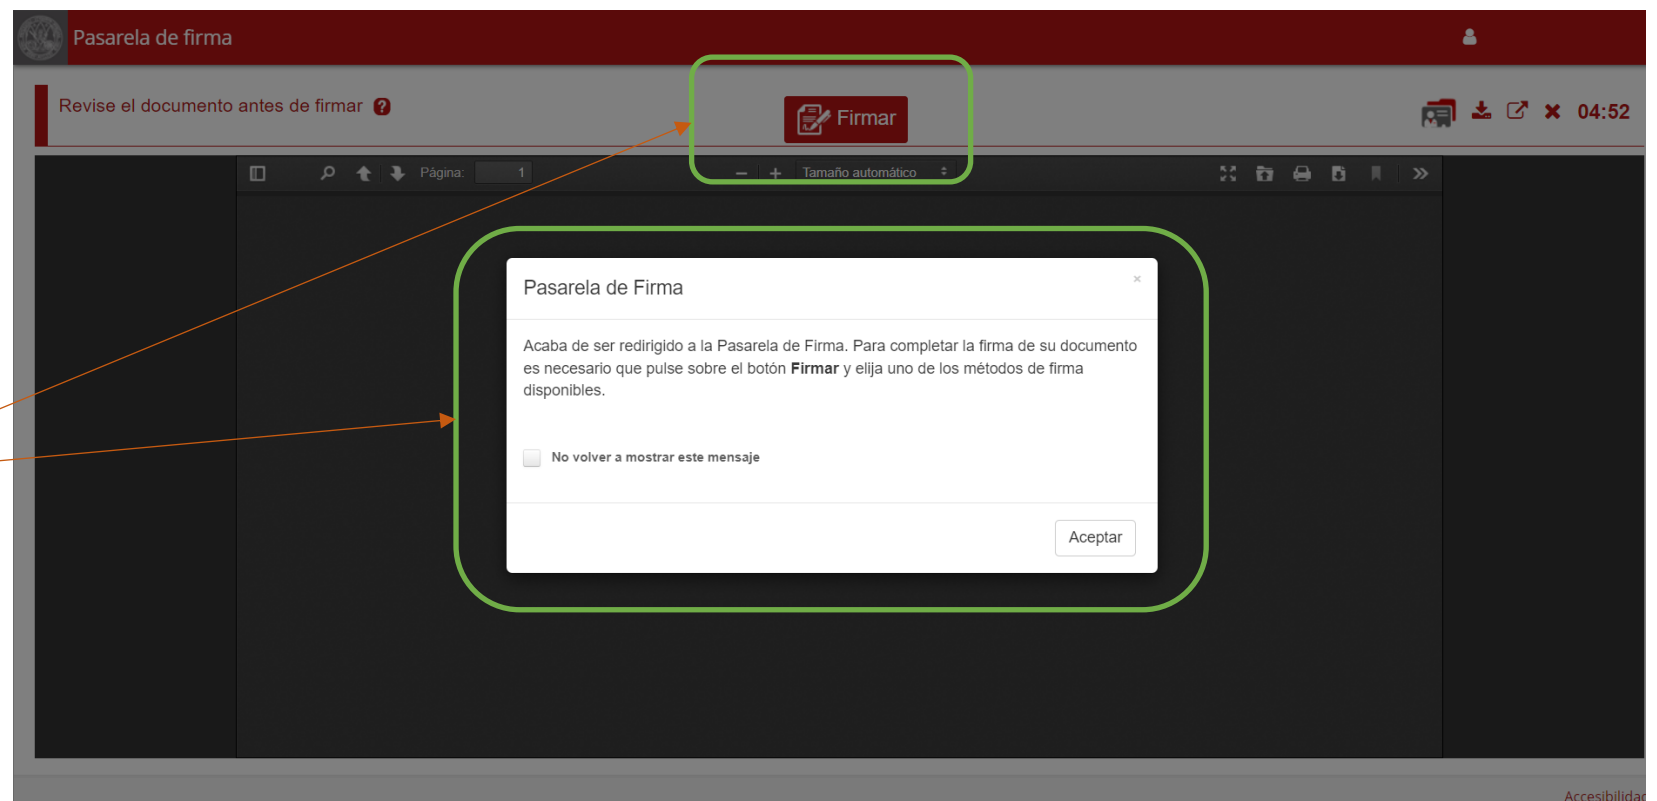 Pasarela de firma
Revise el documento antes de firmar ?
Firmar
04:52
Página: 1
Tamaño automático
Pasarela de Firma
×
Acaba de ser redirigido a la Pasarela de Firma. Para completar la firma de su documento
es necesario que pulse sobre el botón Firmar y elija uno de los métodos de firma
disponibles.
No volver a mostrar este mensaje
Aceptar
Accesibilidad